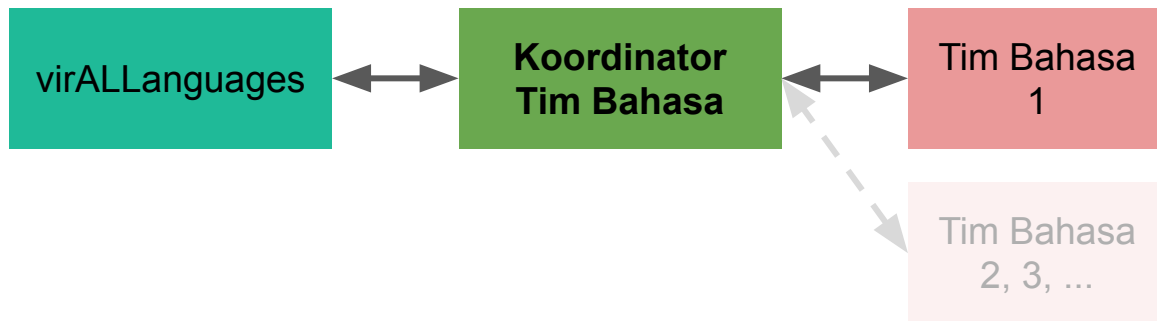 virALLanguages
Koordinator
Tim Bahasa
Tim Bahasa
1
Tim Bahasa
2, 3, ...